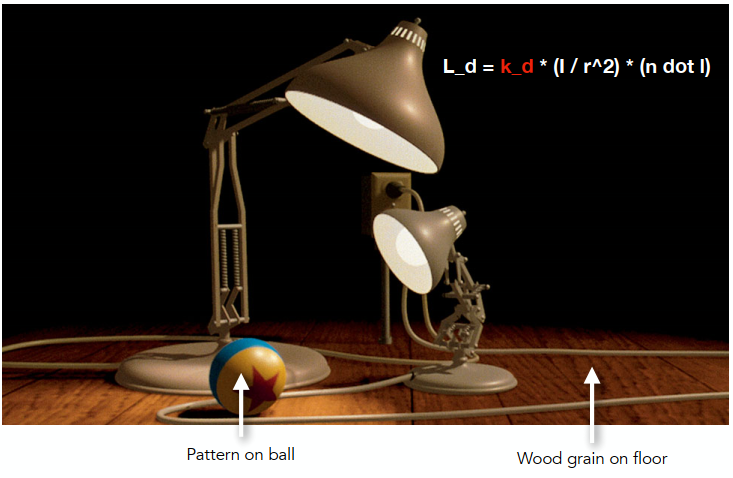 L_d = k_d * (I / r^2) * (n dot l)
Pattern on ball
Wood grain on floor